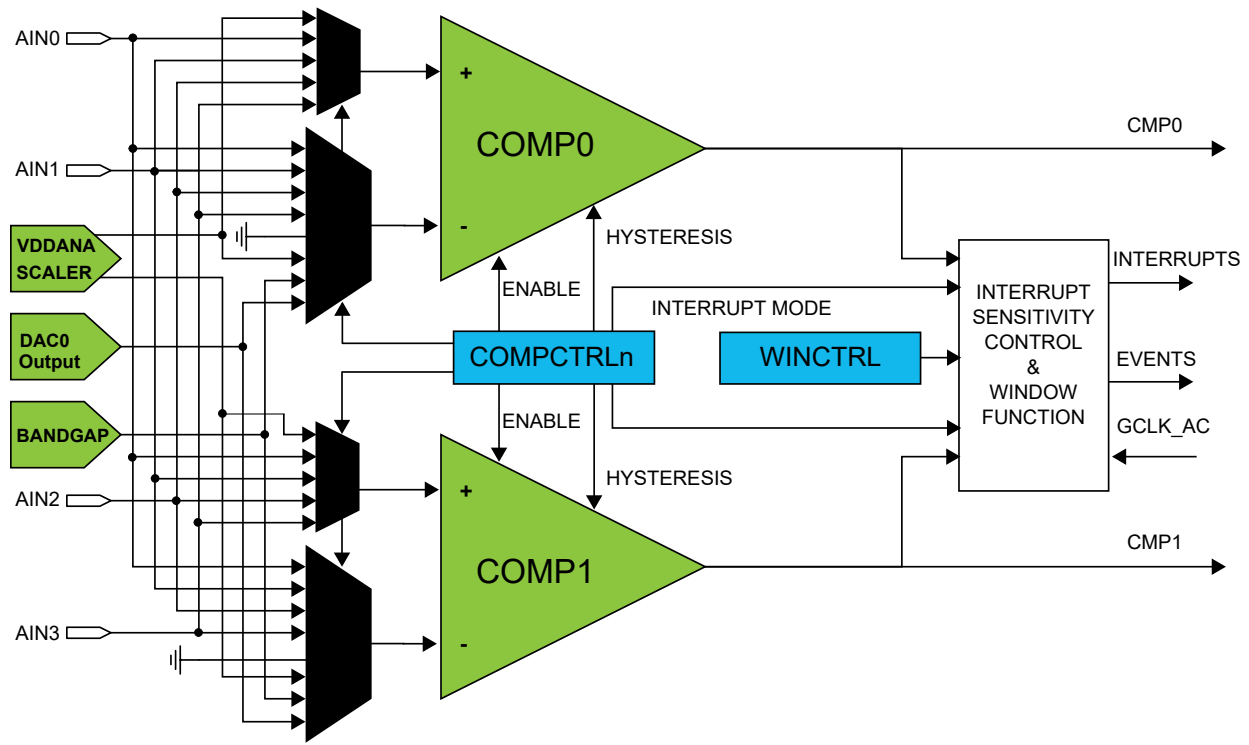 AIN0
+
COMP0
CMP0
AIN1
-
HYSTERESIS
VDDANA
SCALER
ENABLE
INTERRUPTS
INTERRUPT MODE
INTERRUPT
SENSITIVITY
CONTROL
&
WINDOW
FUNCTION
DAC0
Output
COMPCTRLn
WINCTRL
EVENTS
ENABLE
GCLK_AC
BANDGAP
HYSTERESIS
AIN2
+
COMP1
CMP1
AIN3
-